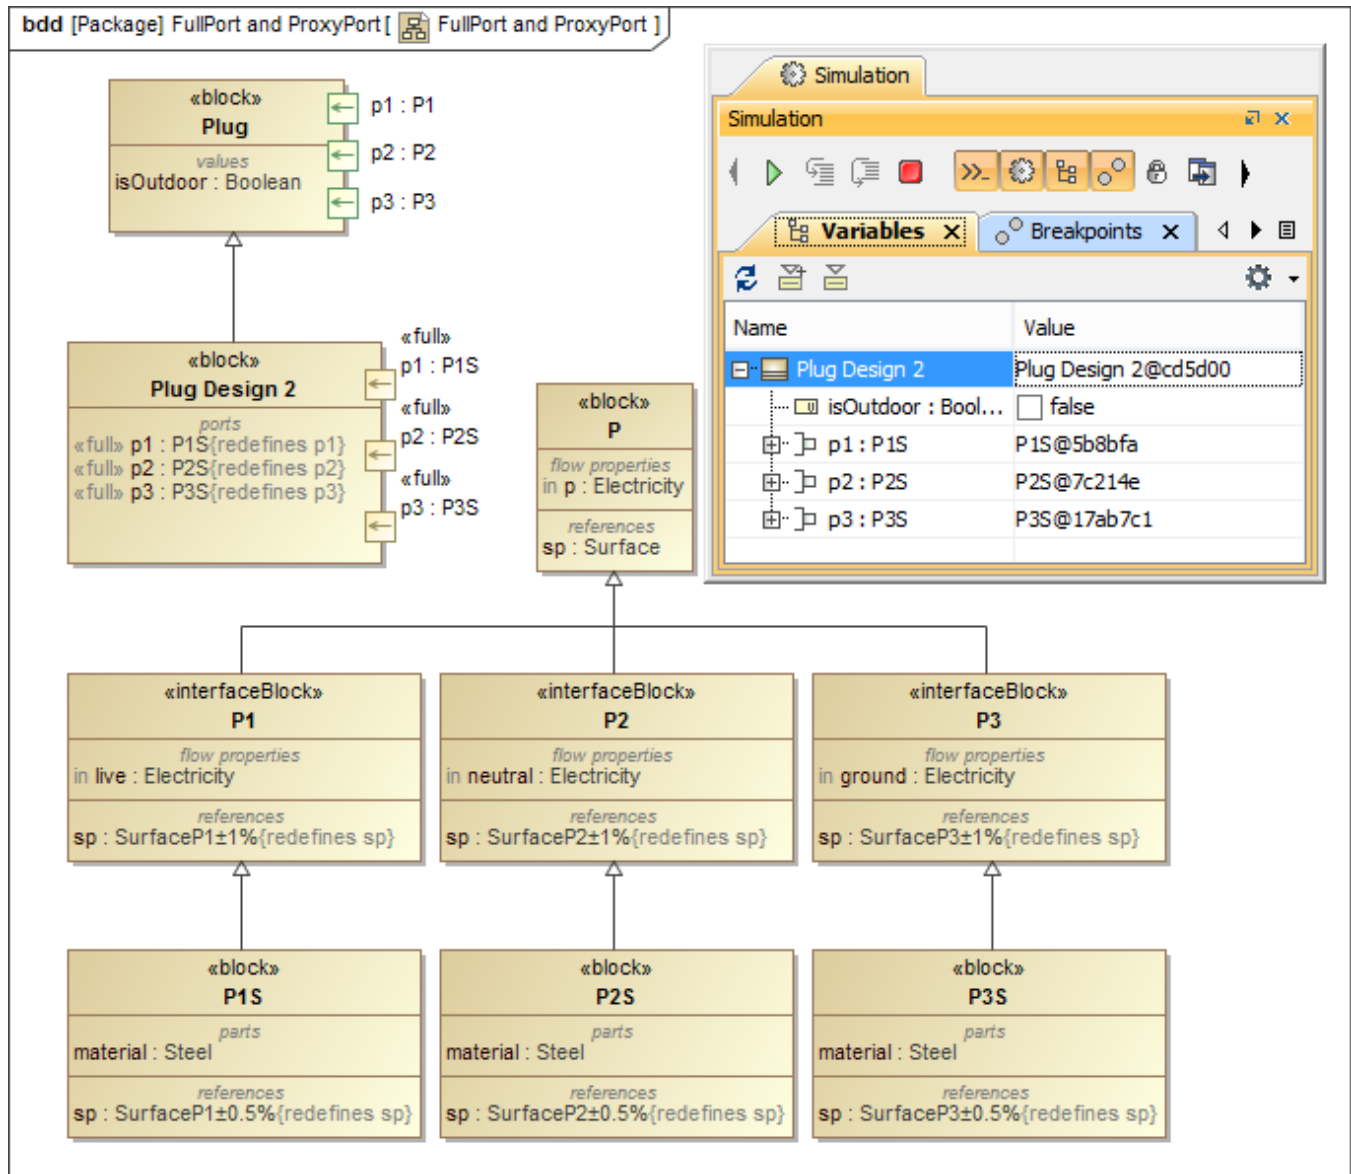 bdd [Package] FullPort and ProxyPort [ FullPort and ProxyPort ]
«block»
Plug
values
isOutdoor : Boolean
p1 : P1
p2 : P2
p3 : P3
«block»
Plug Design 2
ports
«full» p1 : P1S{redefines p1}
«full» p2 : P2S{redefines p2}
«full» p3 : P3S{redefines p3}
«full»
p1 : P1S
«full»
p2 : P2S
«full»
p3 : P3S
«block»
P
flow properties
in p : Electricity
references
sp : Surface
Simulation
Simulation
Variables
Breakpoints
Name Value
Plug Design 2 Plug Design 2@cd5d00
isOutdoor : Bool... false
p1 : P1S P1S@5b8bfa
p2 : P2S P2S@7c214e
p3 : P3S P3S@17ab7c1
«interfaceBlock»
P1
flow properties
in live : Electricity
references
sp : SurfaceP1±1%{redefines sp}
«interfaceBlock»
P2
flow properties
in neutral : Electricity
references
sp : SurfaceP2±1%{redefines sp}
«interfaceBlock»
P3
flow properties
in ground : Electricity
references
sp : SurfaceP3±1%{redefines sp}
«block»
P1S
parts
material : Steel
references
sp : SurfaceP1±0.5%{redefines sp}
«block»
P2S
parts
material : Steel
references
sp : SurfaceP2±0.5%{redefines sp}
«block»
P3S
parts
material : Steel
references
sp : SurfaceP3±0.5%{redefines sp}